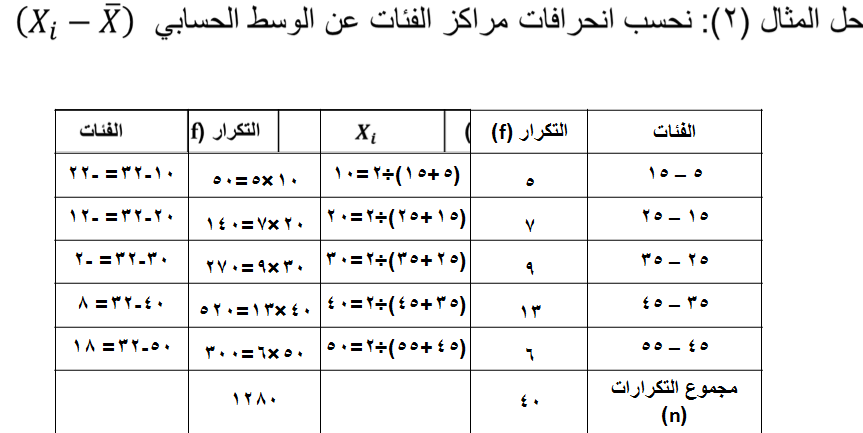 حل المثال (٢): نحسب انحرافات مراكز الفئات عن الوسط الحسابي (Xᵢ − X̄)
الفئات التكرار (f) ) Xᵢ التكرار (f الفئات
٥ – ١٥ ٥ (٥+١٥)÷٢=١٠ ١٠×٥=٥٠ ١٠-٣٢= -٢٢
١٥ – ٢٥ ٧ (١٥+٢٥)÷٢=٢٠ ٢٠×٧=١٤٠ ٢٠-٣٢= -١٢
٢٥ – ٣٥ ٩ (٢٥+٣٥)÷٢=٣٠ ٣٠×٩=٢٧٠ ٣٠-٣٢= -٢
٣٥ – ٤٥ ١٣ (٣٥+٤٥)÷٢=٤٠ ٤٠×١٣=٥٢٠ ٤٠-٣٢= ٨
٤٥ – ٥٥ ٦ (٤٥+٥٥)÷٢=٥٠ ٥٠×٦=٣٠٠ ٥٠-٣٢= ١٨
مجموع التكرارات
(n) ٤٠ ١٢٨٠